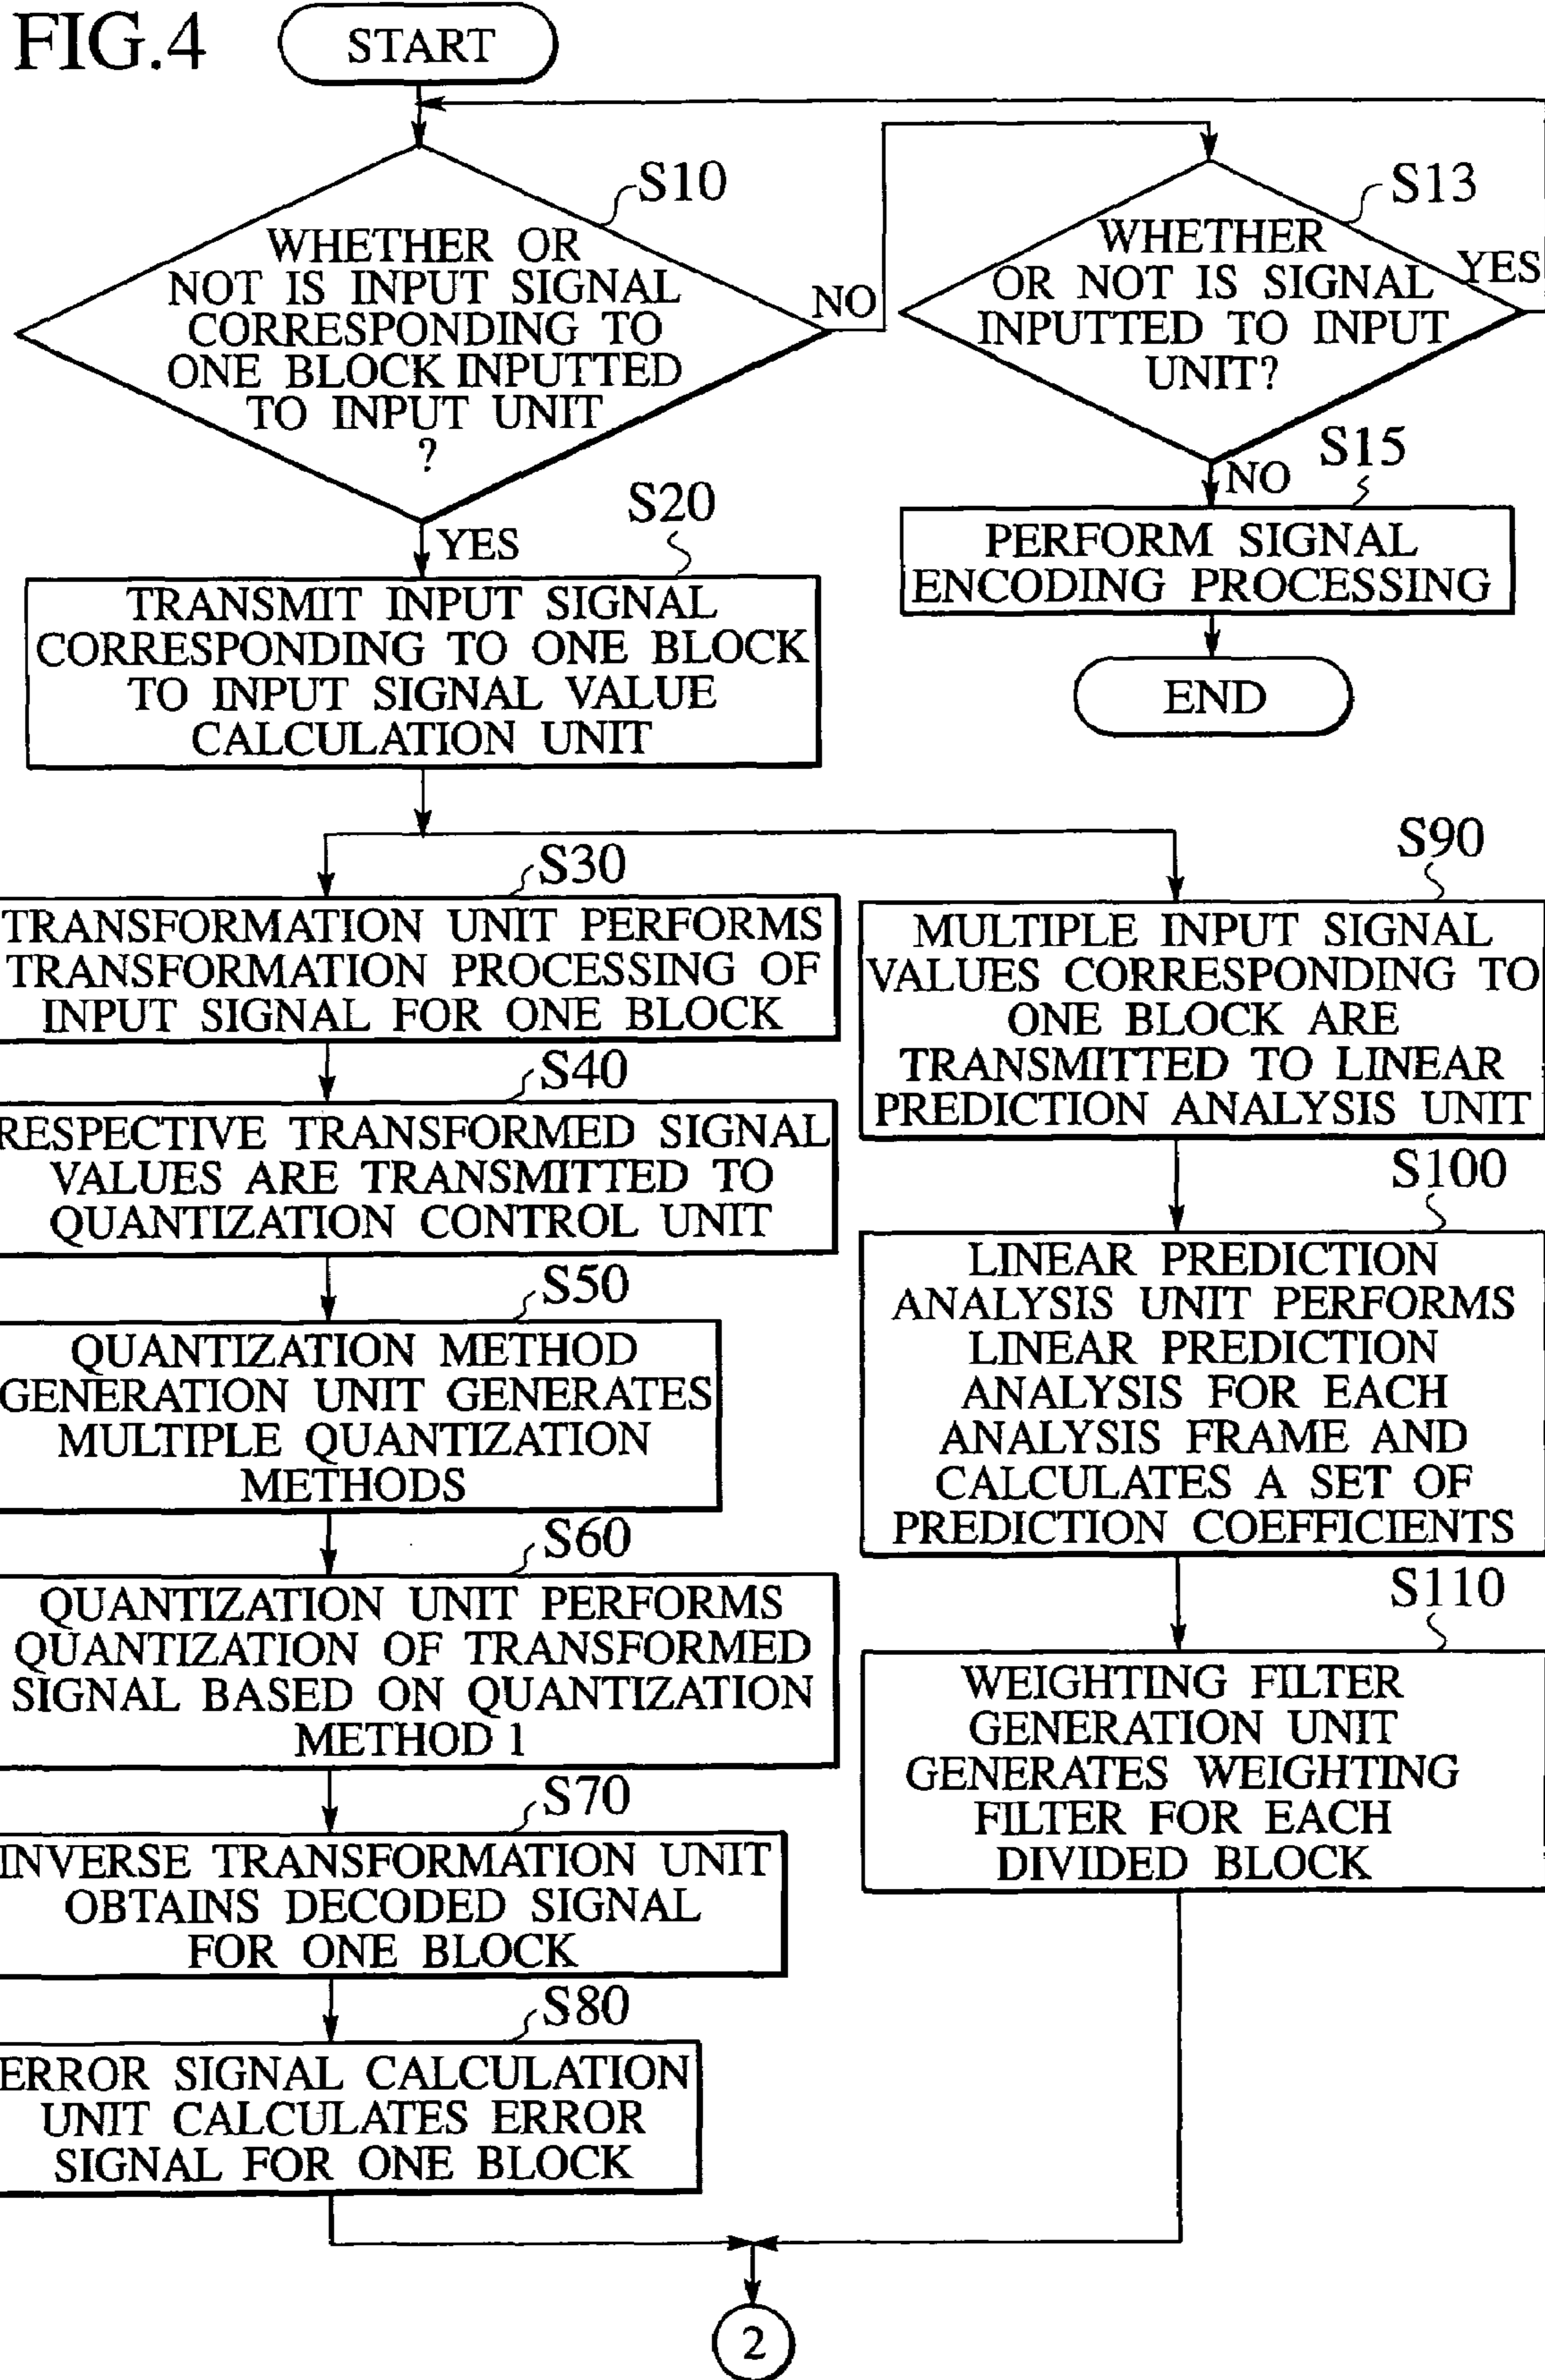 FIG.4
START
S10
WHETHER OR
NOT IS INPUT SIGNAL
CORRESPONDING TO
ONE BLOCK INPUTTED
TO INPUT UNIT
?
NO
YES
S13
WHETHER
OR NOT IS SIGNAL
INPUTTED TO INPUT
UNIT?
YES
NO
S15
PERFORM SIGNAL
ENCODING PROCESSING
END
S20
TRANSMIT INPUT SIGNAL
CORRESPONDING TO ONE BLOCK
TO INPUT SIGNAL VALUE
CALCULATION UNIT
S30
TRANSFORMATION UNIT PERFORMS
TRANSFORMATION PROCESSING OF
INPUT SIGNAL FOR ONE BLOCK
S40
RESPECTIVE TRANSFORMED SIGNAL
VALUES ARE TRANSMITTED TO
QUANTIZATION CONTROL UNIT
S50
QUANTIZATION METHOD
GENERATION UNIT GENERATES
MULTIPLE QUANTIZATION
METHODS
S60
QUANTIZATION UNIT PERFORMS
QUANTIZATION OF TRANSFORMED
SIGNAL BASED ON QUANTIZATION
METHOD 1
S70
INVERSE TRANSFORMATION UNIT
OBTAINS DECODED SIGNAL
FOR ONE BLOCK
S80
ERROR SIGNAL CALCULATION
UNIT CALCULATES ERROR
SIGNAL FOR ONE BLOCK
S90
MULTIPLE INPUT SIGNAL
VALUES CORRESPONDING TO
ONE BLOCK ARE
TRANSMITTED TO LINEAR
PREDICTION ANALYSIS UNIT
S100
LINEAR PREDICTION
ANALYSIS UNIT PERFORMS
LINEAR PREDICTION
ANALYSIS FOR EACH
ANALYSIS FRAME AND
CALCULATES A SET OF
PREDICTION COEFFICIENTS
S110
WEIGHTING FILTER
GENERATION UNIT
GENERATES WEIGHTING
FILTER FOR EACH
DIVIDED BLOCK
2